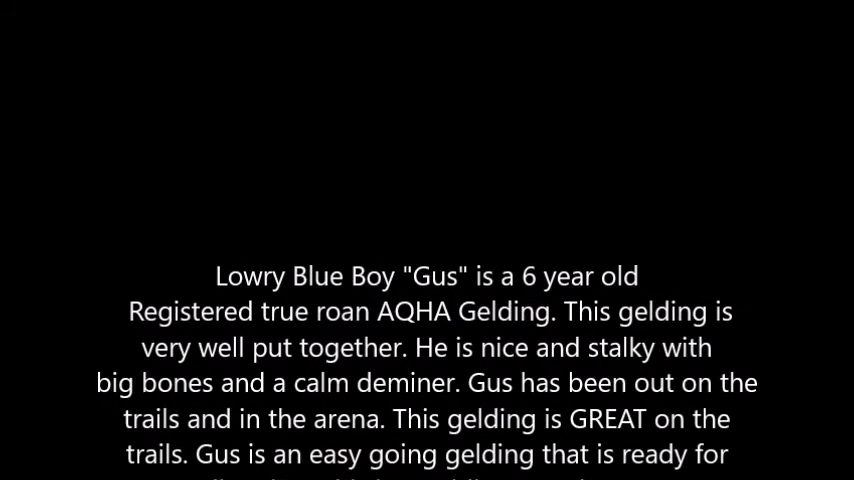 Lowry Blue Boy "Gus" is a 6 year old
Registered true roan AQHA Gelding. This gelding is
very well put together. He is nice and stalky with
big bones and a calm deminer. Gus has been out on the
trails and in the arena. This gelding is GREAT on the
trails. Gus is an easy going gelding that is ready for